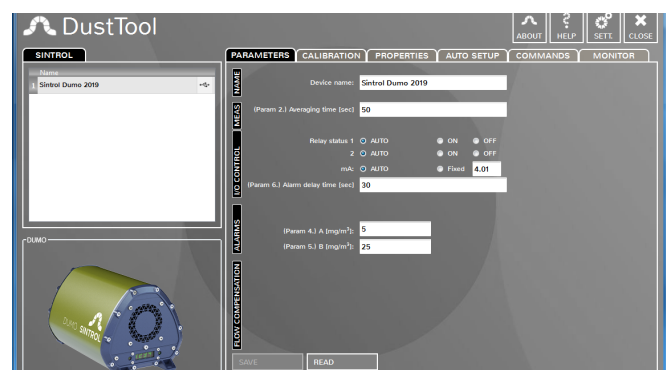 DustTool
ABOUT HELP SETT. CLOSE
SINTROL
Name
1 Sintrol Dumo 2019
DUMO
DUMO SINTROL
PARAMETERS CALIBRATION PROPERTIES AUTO SETUP COMMANDS MONITOR
NAME
Device name: Sintrol Dumo 2019
MEAS
(Param 2.) Averaging time [sec] 50
I/O CONTROL
Relay status 1 AUTO ON OFF
2 AUTO ON OFF
mA: AUTO Fixed 4.01
(Param 6.) Alarm delay time [sec] 30
ALARMS
(Param 4.) A [mg/m³]: 5
(Param 5.) B [mg/m³]: 25
FLOW COMPENSATION
SAVE READ